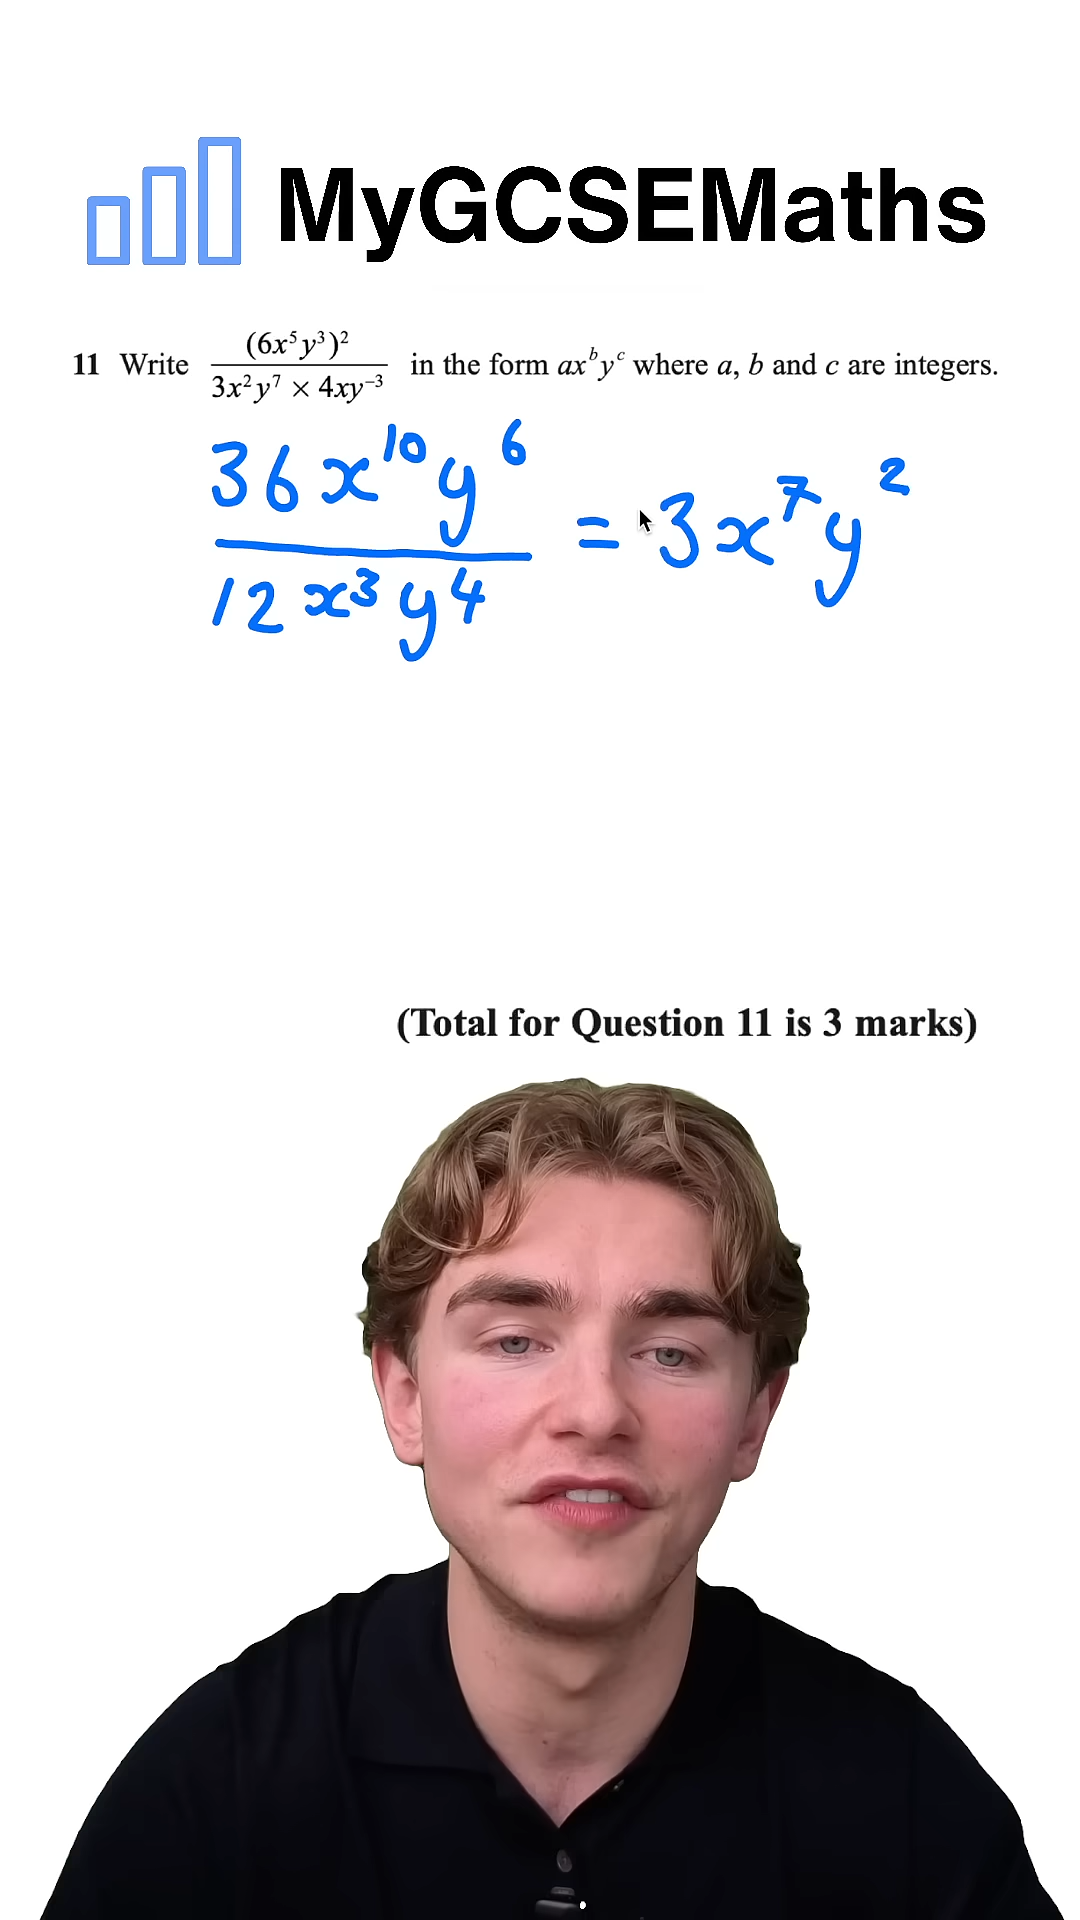 MyGCSEMaths
11 Write (6x⁵y³)² / 3x²y⁷ × 4xy⁻³ in the form axᵇyᶜ where a, b and c are integers.
36x¹⁰y⁶ / 12x³y⁴ = 3x⁷y²
(Total for Question 11 is 3 marks)